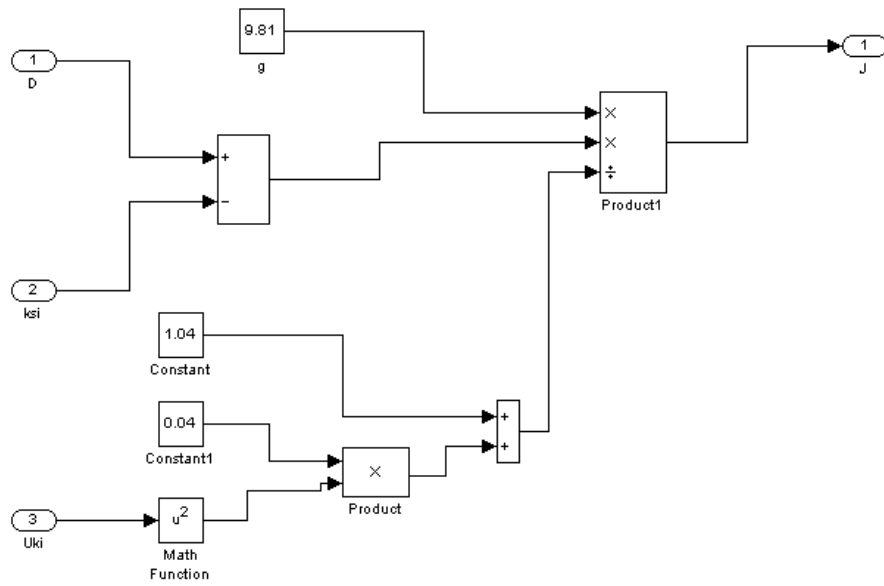 9.81
g
1
D
1
J
+
−
×
×
÷
Product1
2
ksi
1.04
Constant
0.04
Constant1
+
+
×
Product
3
Uki
u2
Math
Function